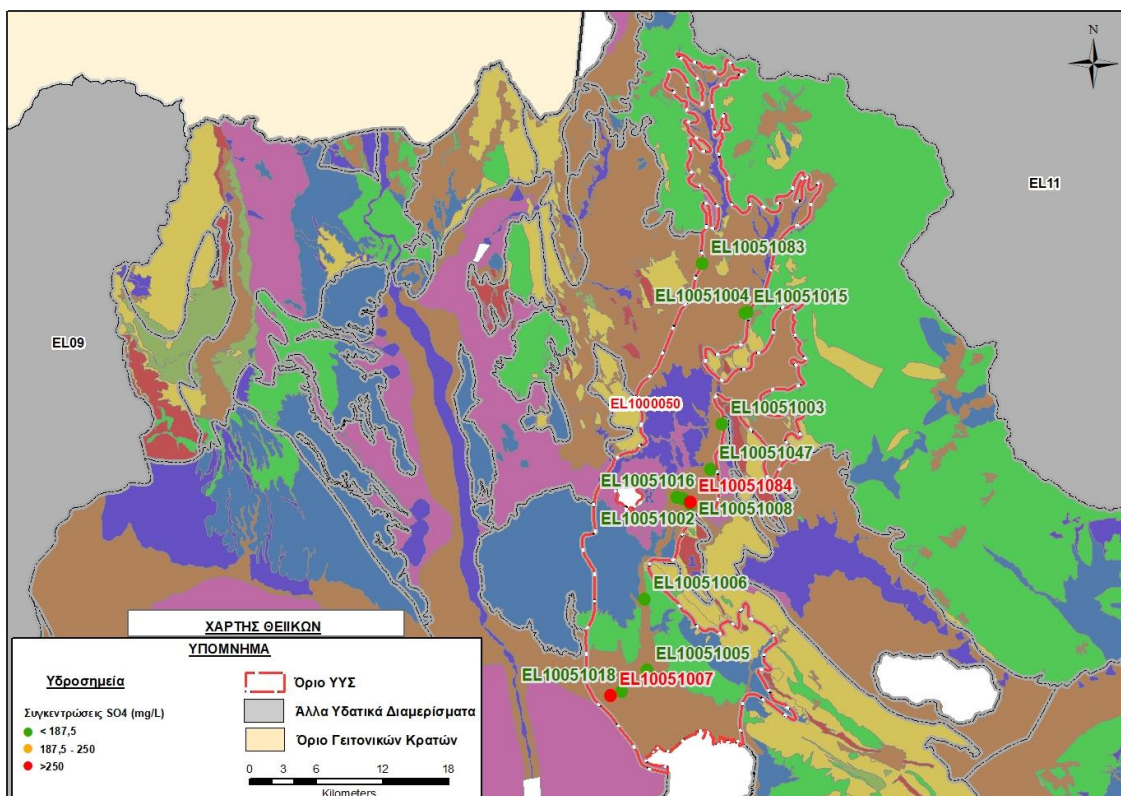 N
EL11
EL09
EL10051083
EL10051004
EL10051015
EL1000050
EL10051003
EL10051047
EL10051016
EL10051084
EL10051008
EL10051002
EL10051006
EL10051005
EL10051018
EL10051007
ΧΑΡΤΗΣ ΘΕΙΙΚΩΝ
ΥΠΟΜΝΗΜΑ
Υδροσημεία
Συγκεντρώσεις SO4 (mg/L)
< 187,5
187,5 - 250
>250
Όριο ΥΥΣ
Άλλα Υδατικά Διαμερίσματα
Όριο Γειτονικών Κρατών
0 3 6 12 18
Kilometers